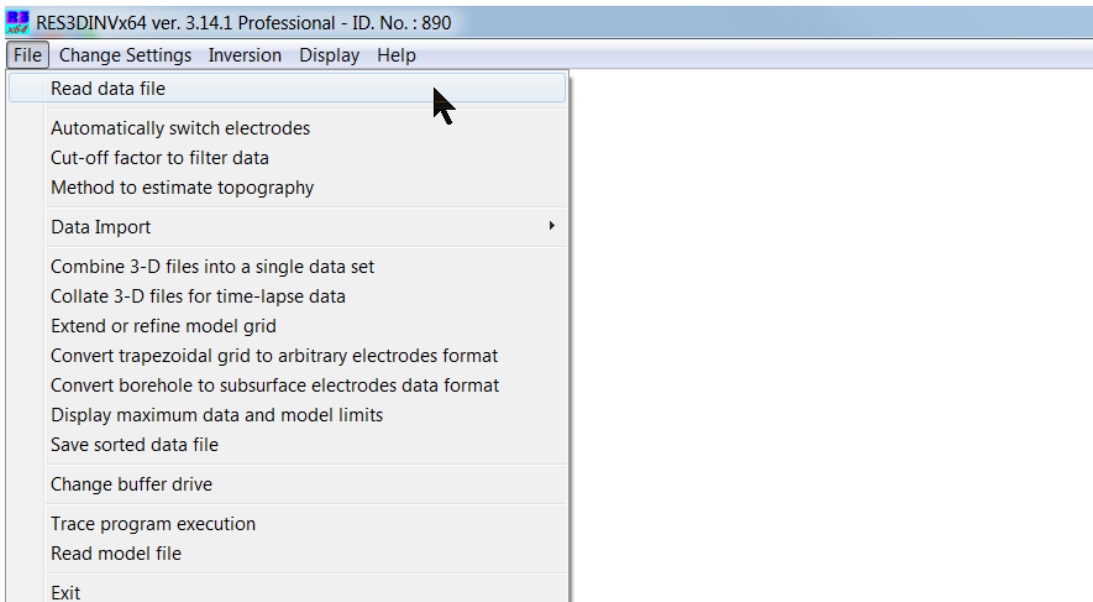 R3 x64 RES3DINVx64 ver. 3.14.1 Professional - ID. No. : 890
File Change Settings Inversion Display Help
Read data file
Automatically switch electrodes
Cut-off factor to filter data
Method to estimate topography
Data Import
Combine 3-D files into a single data set
Collate 3-D files for time-lapse data
Extend or refine model grid
Convert trapezoidal grid to arbitrary electrodes format
Convert borehole to subsurface electrodes data format
Display maximum data and model limits
Save sorted data file
Change buffer drive
Trace program execution
Read model file
Exit